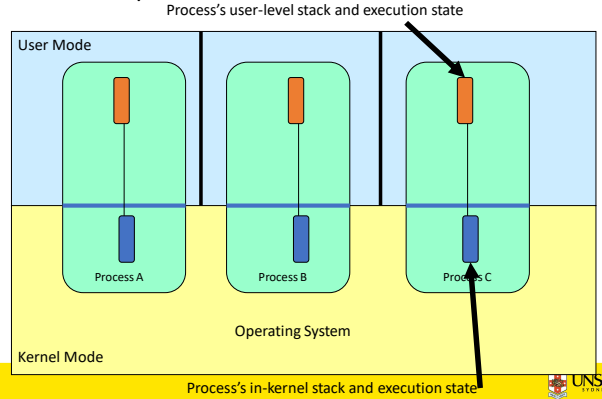 Process's user-level stack and execution state
User Mode
Process A
Process B
Process C
Operating System
Kernel Mode
Process's in-kernel stack and execution state
UNS